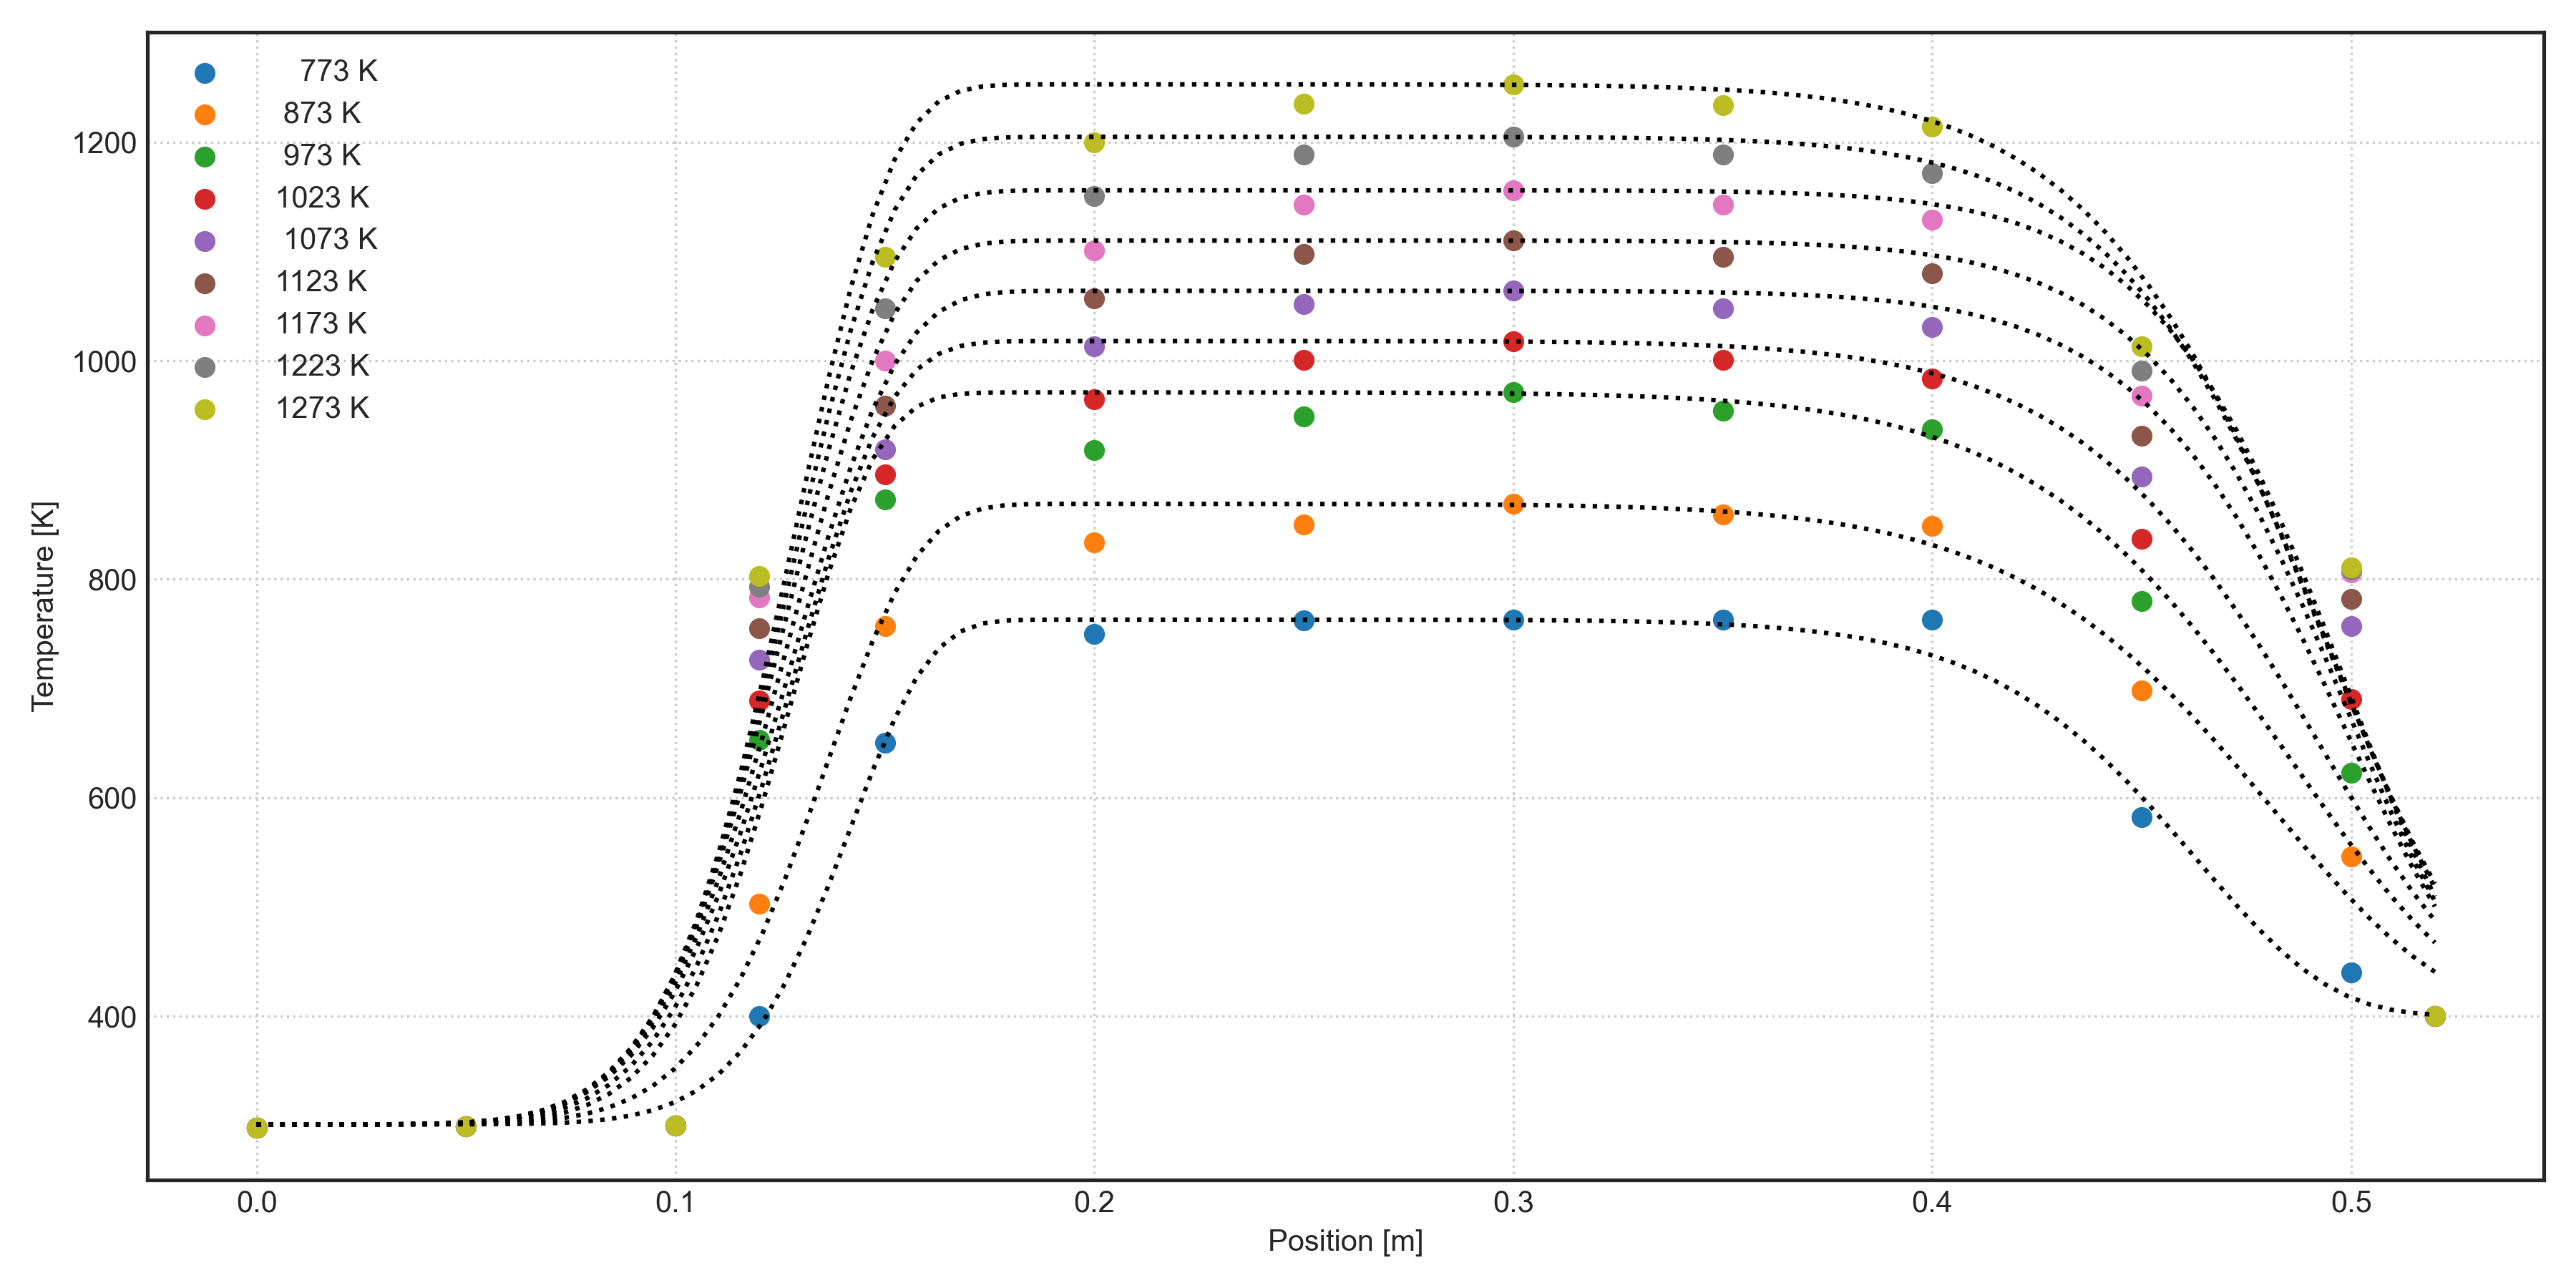 773 K
873 K
973 K
1023 K
1073 K
1123 K
1173 K
1223 K
1273 K
1200
1000
800
600
400
Temperature [K]
0.0 0.1 0.2 0.3 0.4 0.5
Position [m]